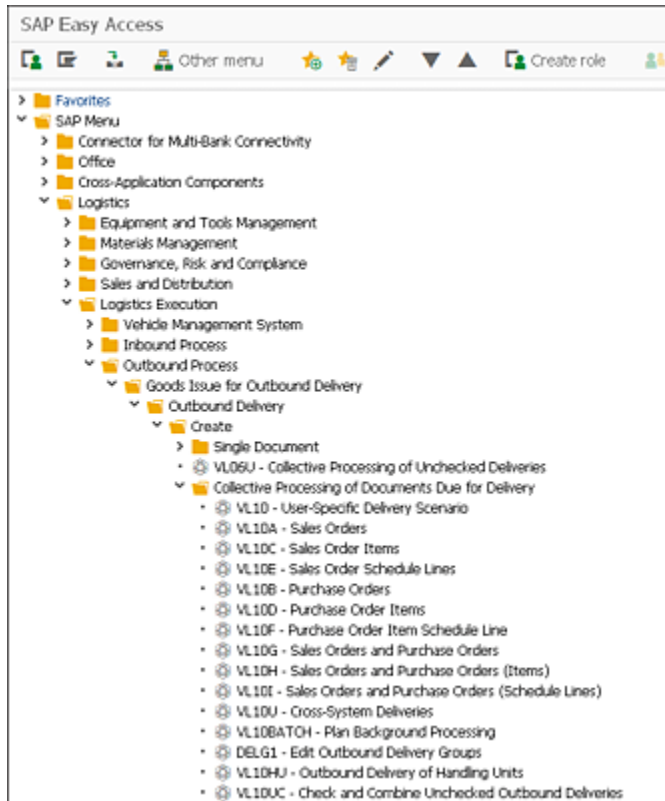 SAP Easy Access
Other menu
Create role
Favorites
SAP Menu
Connector for Multi-Bank Connectivity
Office
Cross-Application Components
Logistics
Equipment and Tools Management
Materials Management
Governance, Risk and Compliance
Sales and Distribution
Logistics Execution
Vehicle Management System
Inbound Process
Outbound Process
Goods Issue for Outbound Delivery
Outbound Delivery
Create
Single Document
VL06U - Collective Processing of Unchecked Deliveries
Collective Processing of Documents Due for Delivery
VL10 - User-Specific Delivery Scenario
VL10A - Sales Orders
VL10C - Sales Order Items
VL10E - Sales Order Schedule Lines
VL10B - Purchase Orders
VL10D - Purchase Order Items
VL10F - Purchase Order Item Schedule Line
VL10G - Sales Orders and Purchase Orders
VL10H - Sales Orders and Purchase Orders (Items)
VL10I - Sales Orders and Purchase Orders (Schedule Lines)
VL10U - Cross-System Deliveries
VL10BATCH - Plan Background Processing
DELG1 - Edit Outbound Delivery Groups
VL10HU - Outbound Delivery of Handling Units
VL10UC - Check and Combine Unchecked Outbound Deliveries